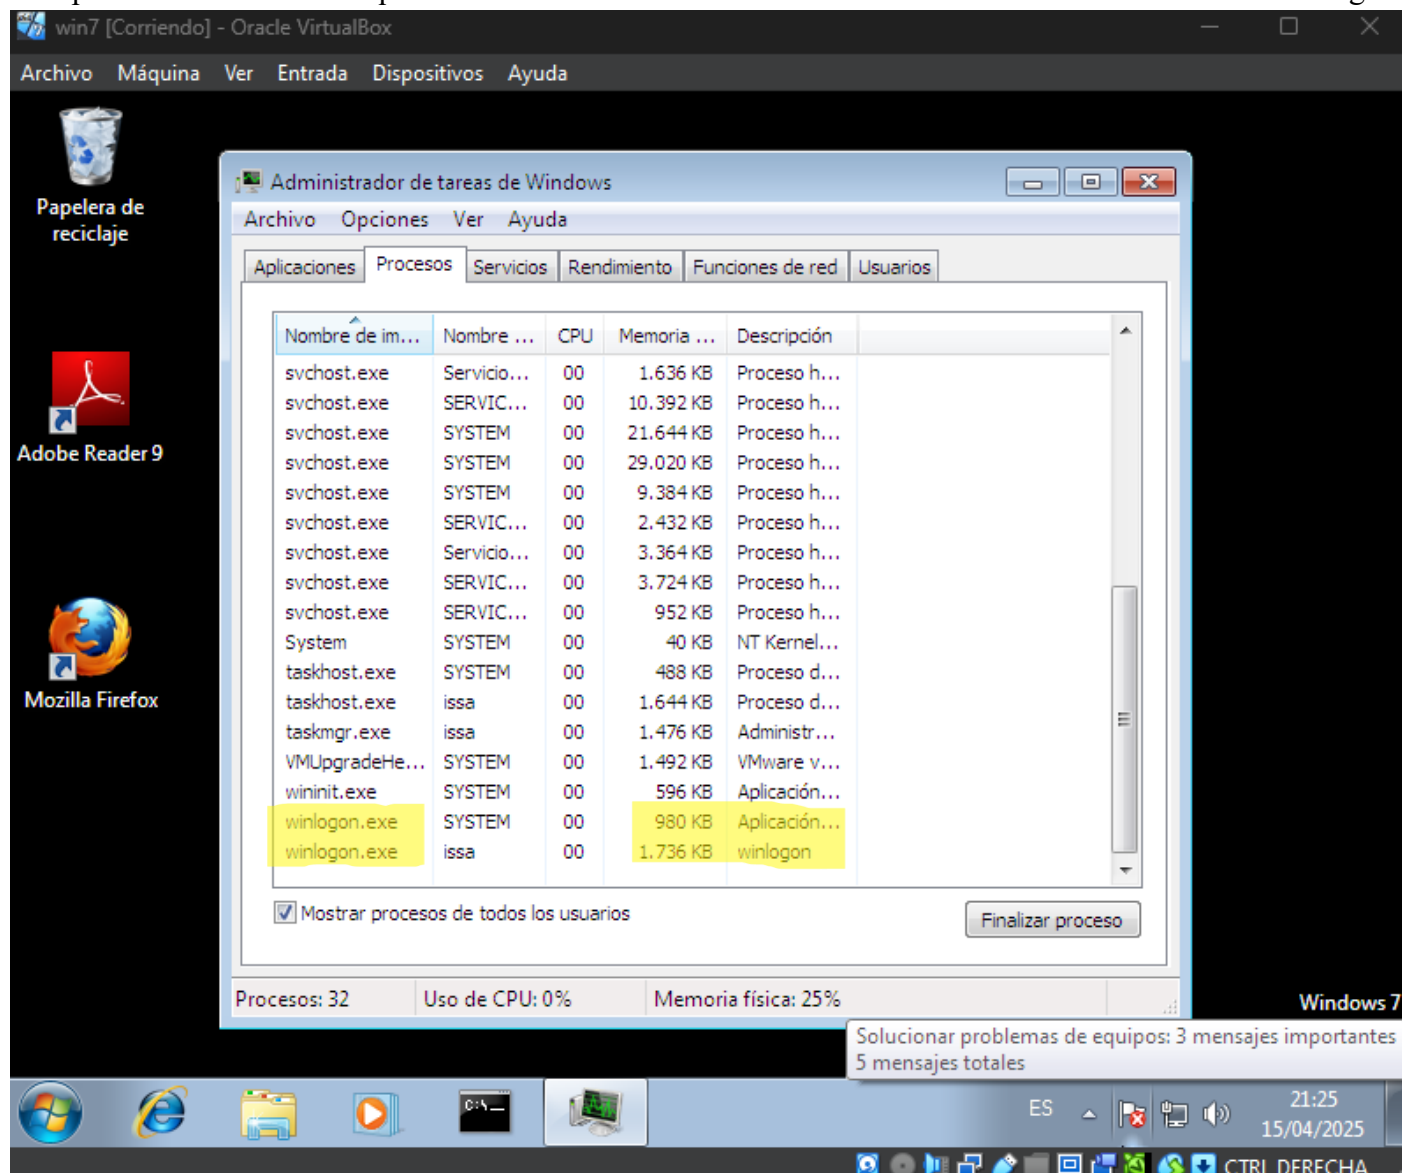 win7 [Corriendo] - Oracle VirtualBox
Archivo Máquina Ver Entrada Dispositivos Ayuda
Papelera de
reciclaje
Adobe Reader 9
Mozilla Firefox
Administrador de tareas de Windows
Archivo Opciones Ver Ayuda
Aplicaciones Procesos Servicios Rendimiento Funciones de red Usuarios
Nombre de im... Nombre ... CPU Memoria ... Descripción
svchost.exe Servicio... 00 1.636 KB Proceso h...
svchost.exe SERVIC... 00 10.392 KB Proceso h...
svchost.exe SYSTEM 00 21.644 KB Proceso h...
svchost.exe SYSTEM 00 29.020 KB Proceso h...
svchost.exe SYSTEM 00 9.384 KB Proceso h...
svchost.exe SERVIC... 00 2.432 KB Proceso h...
svchost.exe Servicio... 00 3.364 KB Proceso h...
svchost.exe SERVIC... 00 3.724 KB Proceso h...
svchost.exe SERVIC... 00 952 KB Proceso h...
System SYSTEM 00 40 KB NT Kernel...
taskhost.exe SYSTEM 00 488 KB Proceso d...
taskhost.exe issa 00 1.644 KB Proceso d...
taskmgr.exe issa 00 1.476 KB Administr...
VMUpgradeHe... SYSTEM 00 1.492 KB VMware v...
wininit.exe SYSTEM 00 596 KB Aplicación...
winlogon.exe SYSTEM 00 980 KB Aplicación...
winlogon.exe issa 00 1.736 KB winlogon
Mostrar procesos de todos los usuarios
Finalizar proceso
Procesos: 32 Uso de CPU: 0% Memoria física: 25%
Windows 7
Solucionar problemas de equipos: 3 mensajes importantes
5 mensajes totales
C:\_
ES
21:25
15/04/2025
CTRL DERECHA